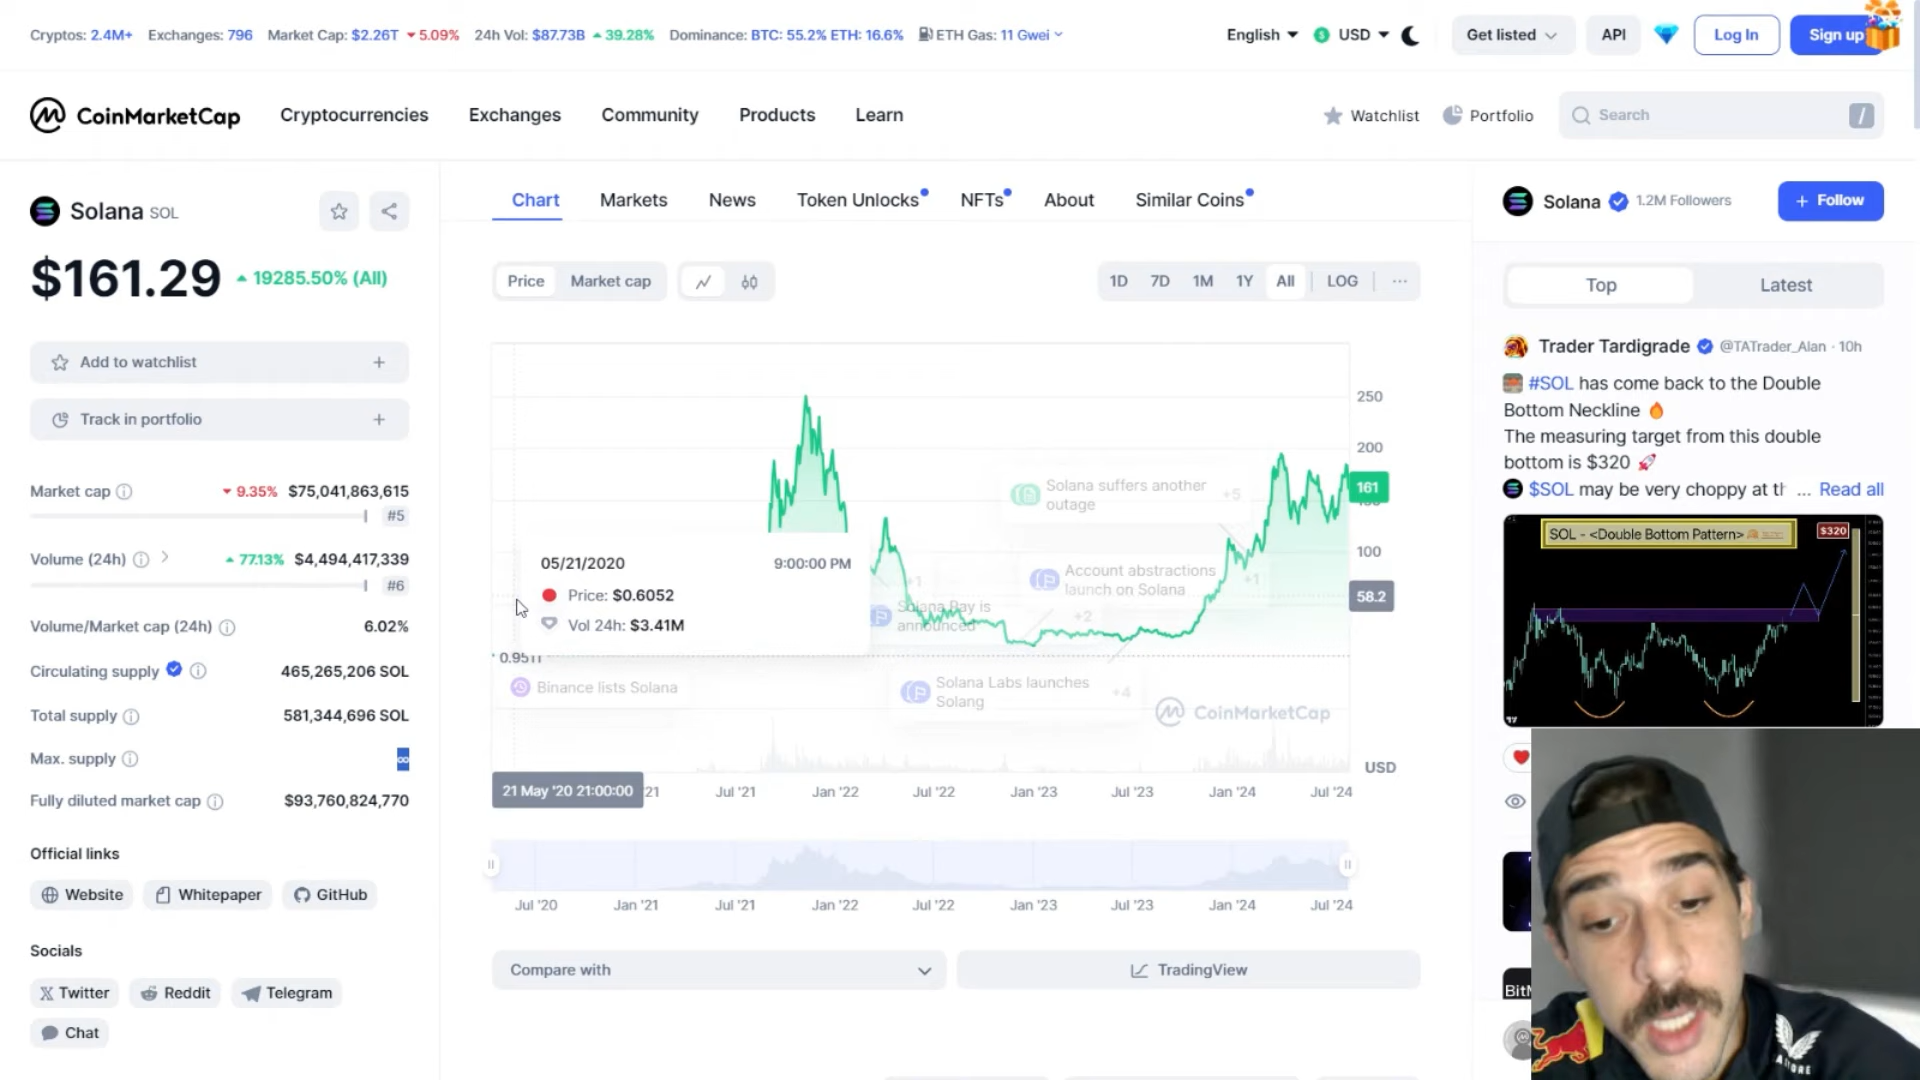 Cryptos: 2.4M+ Exchanges: 796 Market Cap: $2.26T 5.09% 24h Vol: $87.73B 39.28% Dominance: BTC: 55.2% ETH: 16.6% ETH Gas: 11 Gwei
English USD Get listed API Log In Sign up
CoinMarketCap Cryptocurrencies Exchanges Community Products Learn
Watchlist Portfolio Search /
Solana SOL
$161.29 19285.50% (All)
Add to watchlist +
Track in portfolio +
Market cap 9.35% $75,041,863,615
#5
Volume (24h) 77.13% $4,494,417,339
#6
Volume/Market cap (24h) 6.02%
Circulating supply 465,265,206 SOL
Total supply 581,344,696 SOL
Max. supply ∞
Fully diluted market cap $93,760,824,770
Official links
Website Whitepaper GitHub
Socials
Twitter Reddit Telegram
Chat
Chart Markets News Token Unlocks NFTs About Similar Coins
Price Market cap
1D 7D 1M 1Y All LOG ...
250
200
161
100
58.2
Solana suffers another
outage
+5
Account abstractions
launch on Solana
+1
+1
Solana Pay is
announced
+2
05/21/2020 9:00:00 PM
Price: $0.6052
Vol 24h: $3.41M
0.9511
Binance lists Solana
Solana Labs launches
Solang
+4
CoinMarketCap
USD
21 May '20 21:00:00 '21 Jul '21 Jan '22 Jul '22 Jan '23 Jul '23 Jan '24 Jul '24
Jul '20 Jan '21 Jul '21 Jan '22 Jul '22 Jan '23 Jul '23 Jan '24 Jul '24
Compare with
TradingView
Solana 1.2M Followers
+ Follow
Top Latest
Trader Tardigrade @TATrader_Alan · 10h
#SOL has come back to the Double
Bottom Neckline
The measuring target from this double
bottom is $320
$SOL may be very choppy at th ... Read all
SOL - <Double Bottom Pattern>
$320
BitM